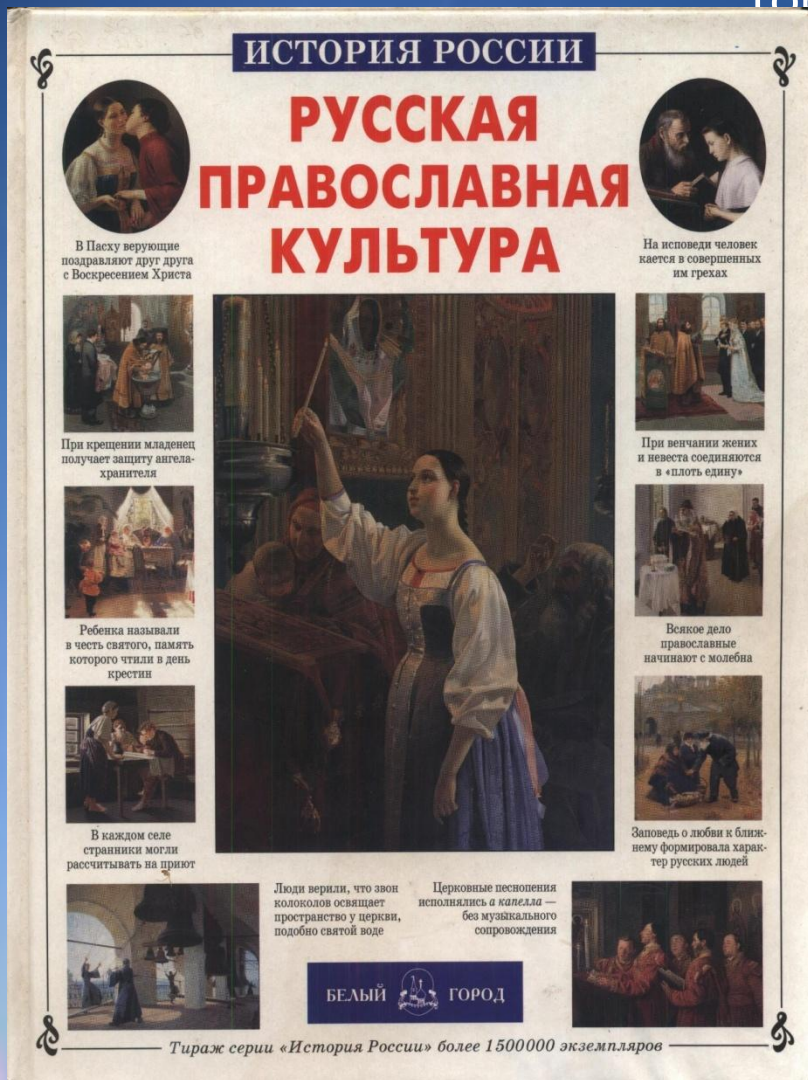 ИСТОРИЯ РОССИИ
РУССКАЯ
ПРАВОСЛАВНАЯ
КУЛЬТУРА
В Пасху верующие
поздравляют друг друга
с Воскресением Христа
На исповеди человек
кается в совершенных
им грехах
При крещении младенец
получает защиту ангела-
хранителя
При венчании жених
и невеста соединяются
в «плоть едину»
Ребенка называли
в честь святого, память
которого чтили в день
крестин
Всякое дело
православные
начинают с молебна
В каждом селе
странники могли
рассчитывать на приют
Заповедь о любви к ближ-
нему формировала харак-
тер русских людей
Люди верили, что звон
колоколов освящает
пространство у церкви,
подобно святой воде
Церковные песнопения
исполнялись а капелла —
без музыкального
сопровождения
БЕЛЫЙ ГОРОД
Тираж серии «История России» более 1500000 экземпляров